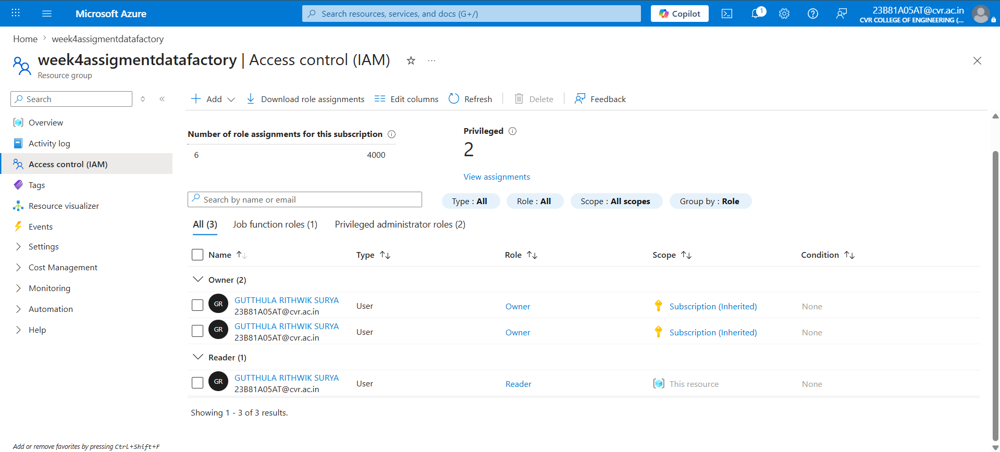 Microsoft Azure
Search resources, services, and docs (G+/)
Copilot
1
23B81A05AT@cvr.ac.in
CVR COLLEGE OF ENGINEERING (...
Home > week4assigmentdatafactory
week4assigmentdatafactory | Access control (IAM)
Resource group
Search
Add
Download role assignments
Edit columns
Refresh
Delete
Feedback
Overview
Activity log
Access control (IAM)
Tags
Resource visualizer
Events
Settings
Cost Management
Monitoring
Automation
Help
Number of role assignments for this subscription
6 4000
Privileged
2
View assignments
Search by name or email
Type : All
Role : All
Scope : All scopes
Group by : Role
All (3) Job function roles (1) Privileged administrator roles (2)
Name Type Role Scope Condition
Owner (2)
GR GUTTHULA RITHWIK SURYA User Owner Subscription (Inherited) None
23B81A05AT@cvr.ac.in
GR GUTTHULA RITHWIK SURYA User Owner Subscription (Inherited) None
23B81A05AT@cvr.ac.in
Reader (1)
GR GUTTHULA RITHWIK SURYA User Reader This resource None
23B81A05AT@cvr.ac.in
Showing 1 - 3 of 3 results.
Add or remove favorites by pressing Ctrl+Shift+F